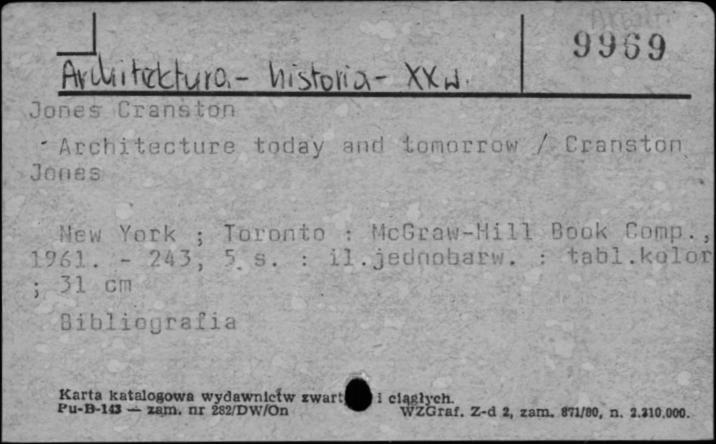 9969
Architektura - historia - XX w.
Jones Cranston
Architecture today and tomorrow / Cranston
Jones
New York ; Toronto : McGraw-Hill Book Comp.,
1961. - 243, 5 s. : il.jednobarw. : tabl.kolor
; 31 cm
Bibliografia
Karta katalogowa wydawnictw zwart i ciągłych.
Pu-B-143 — zam. nr 282/DW/On WZGraf. Z-d 2, zam. 871/80, n. 2.210.000.